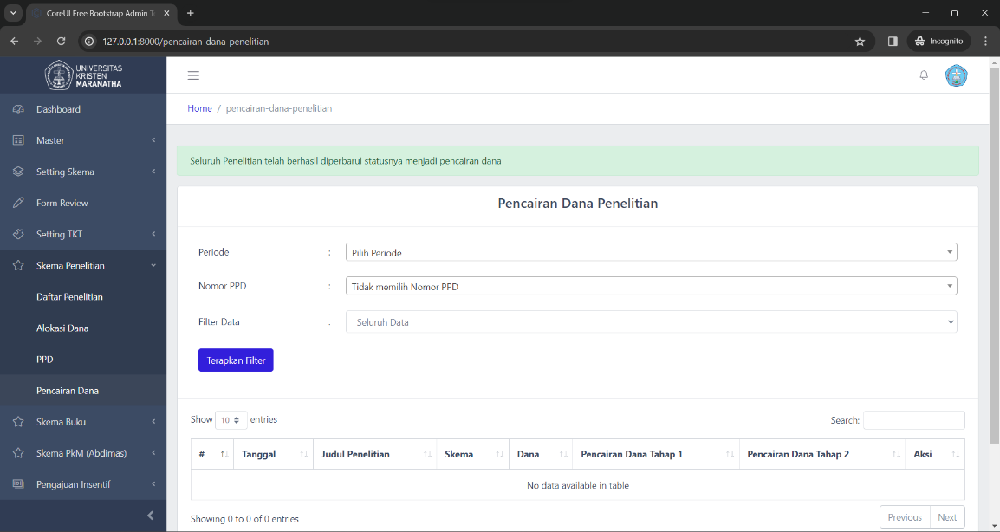 CoreUI Free Bootstrap Admin T
127.0.0.1:8000/pencairan-dana-penelitian
Incognito
UNIVERSITAS
KRISTEN
MARANATHA
Dashboard
Master
Setting Skema
Form Review
Setting TKT
Skema Penelitian
Daftar Penelitian
Alokasi Dana
PPD
Pencairan Dana
Skema Buku
Skema PkM (Abdimas)
Pengajuan Insentif
Home / pencairan-dana-penelitian
Seluruh Penelitian telah berhasil diperbarui statusnya menjadi pencairan dana
Pencairan Dana Penelitian
Periode : Pilih Periode
Nomor PPD : Tidak memilih Nomor PPD
Filter Data : Seluruh Data
Terapkan Filter
Show 10 entries Search:
# Tanggal Judul Penelitian Skema Dana Pencairan Dana Tahap 1 Pencairan Dana Tahap 2 Aksi
No data available in table
Showing 0 to 0 of 0 entries Previous Next